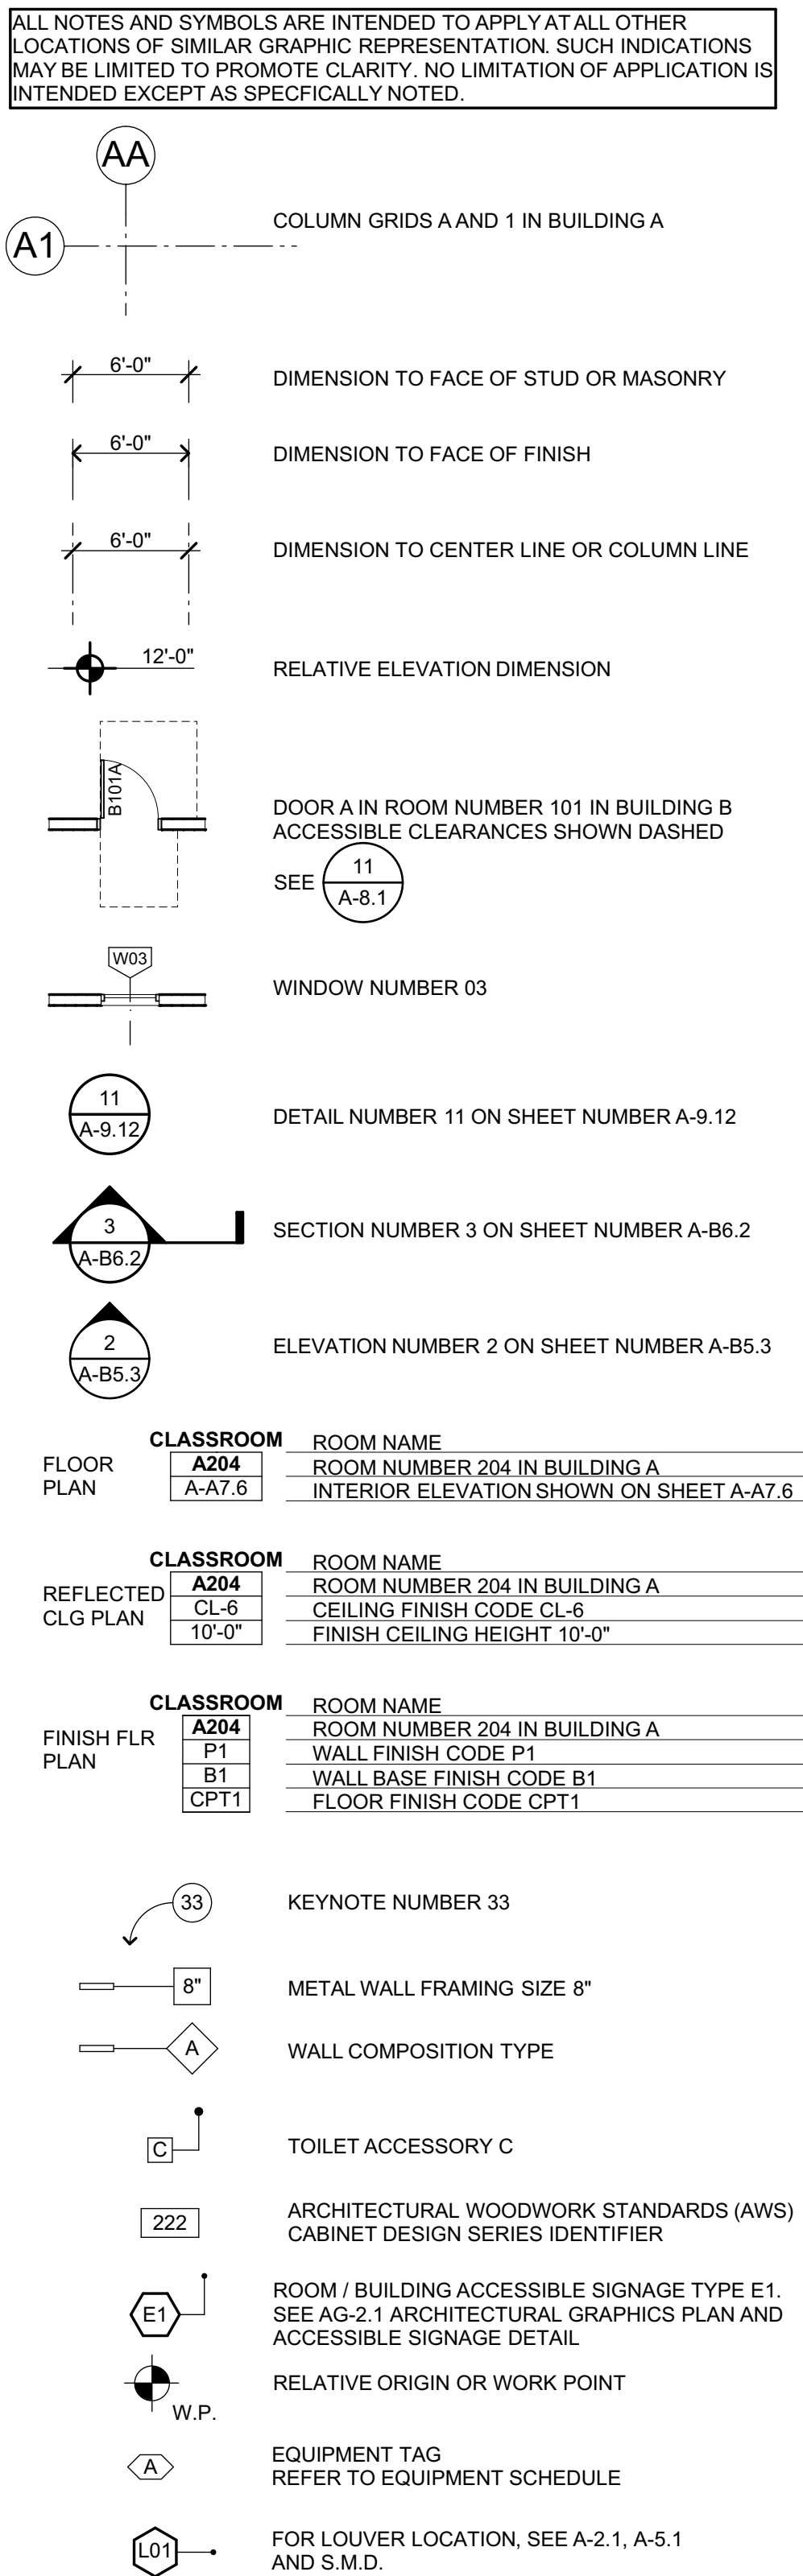 ALL NOTES AND SYMBOLS ARE INTENDED TO APPLY AT ALL OTHER
LOCATIONS OF SIMILAR GRAPHIC REPRESENTATION. SUCH INDICATIONS
MAY BE LIMITED TO PROMOTE CLARITY. NO LIMITATION OF APPLICATION IS
INTENDED EXCEPT AS SPECFICALLY NOTED.
AA
A1
COLUMN GRIDS A AND 1 IN BUILDING A
6'-0"
DIMENSION TO FACE OF STUD OR MASONRY
6'-0"
DIMENSION TO FACE OF FINISH
6'-0"
DIMENSION TO CENTER LINE OR COLUMN LINE
12'-0"
RELATIVE ELEVATION DIMENSION
B101A
DOOR A IN ROOM NUMBER 101 IN BUILDING B
ACCESSIBLE CLEARANCES SHOWN DASHED
SEE
11
A-8.1
W03
WINDOW NUMBER 03
11
A-9.12
DETAIL NUMBER 11 ON SHEET NUMBER A-9.12
3
A-B6.2
SECTION NUMBER 3 ON SHEET NUMBER A-B6.2
2
A-B5.3
ELEVATION NUMBER 2 ON SHEET NUMBER A-B5.3
FLOOR
PLAN
CLASSROOM ROOM NAME
A204 ROOM NUMBER 204 IN BUILDING A
A-A7.6 INTERIOR ELEVATION SHOWN ON SHEET A-A7.6
REFLECTED
CLG PLAN
CLASSROOM ROOM NAME
A204 ROOM NUMBER 204 IN BUILDING A
CL-6 CEILING FINISH CODE CL-6
10'-0" FINISH CEILING HEIGHT 10'-0"
FINISH FLR
PLAN
CLASSROOM ROOM NAME
A204 ROOM NUMBER 204 IN BUILDING A
P1 WALL FINISH CODE P1
B1 WALL BASE FINISH CODE B1
CPT1 FLOOR FINISH CODE CPT1
33
KEYNOTE NUMBER 33
8"
METAL WALL FRAMING SIZE 8"
A
WALL COMPOSITION TYPE
C
TOILET ACCESSORY C
222
ARCHITECTURAL WOODWORK STANDARDS (AWS)
CABINET DESIGN SERIES IDENTIFIER
E1
ROOM / BUILDING ACCESSIBLE SIGNAGE TYPE E1.
SEE AG-2.1 ARCHITECTURAL GRAPHICS PLAN AND
ACCESSIBLE SIGNAGE DETAIL
W.P.
RELATIVE ORIGIN OR WORK POINT
A
EQUIPMENT TAG
REFER TO EQUIPMENT SCHEDULE
L01
FOR LOUVER LOCATION, SEE A-2.1, A-5.1
AND S.M.D.